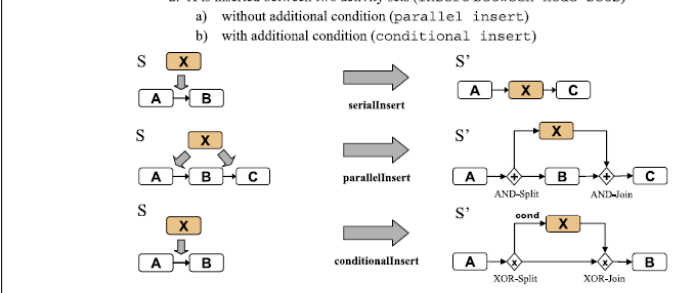 a) without additional condition (parallel insert)
b) with additional condition (conditional insert)
S X S'
A B serialInsert A X C
S X S' X
A B C parallelInsert A + B + C
AND-Split AND-Join
S X S' cond X
A B conditionalInsert A x x B
XOR-Split XOR-Join